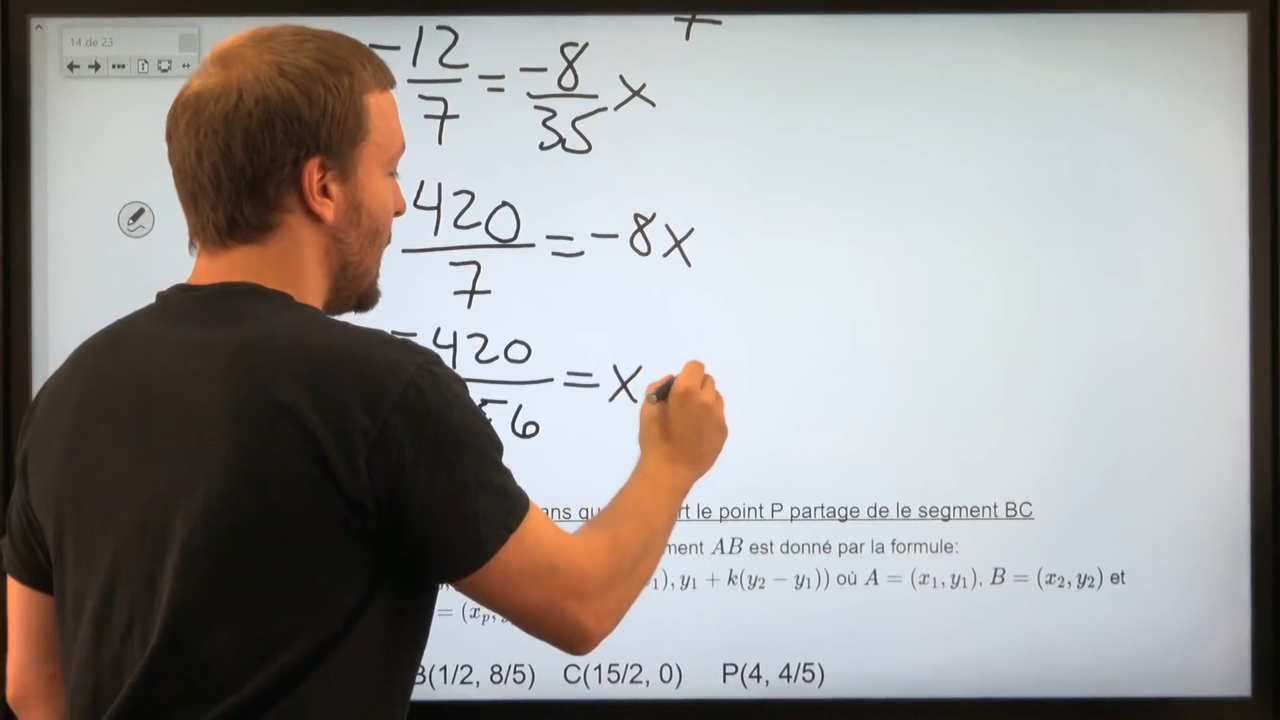 14 de 23
-12/7 = -8/35 x
420/7 = -8x
-420/56 = x
rt le point P partage de le segment BC
AB est donné par la formule:
), y₁ + k(y₂ − y₁)) où A = (x₁, y₁), B = (x₂, y₂) et
= (xₚ,
B(1/2, 8/5) C(15/2, 0) P(4, 4/5)